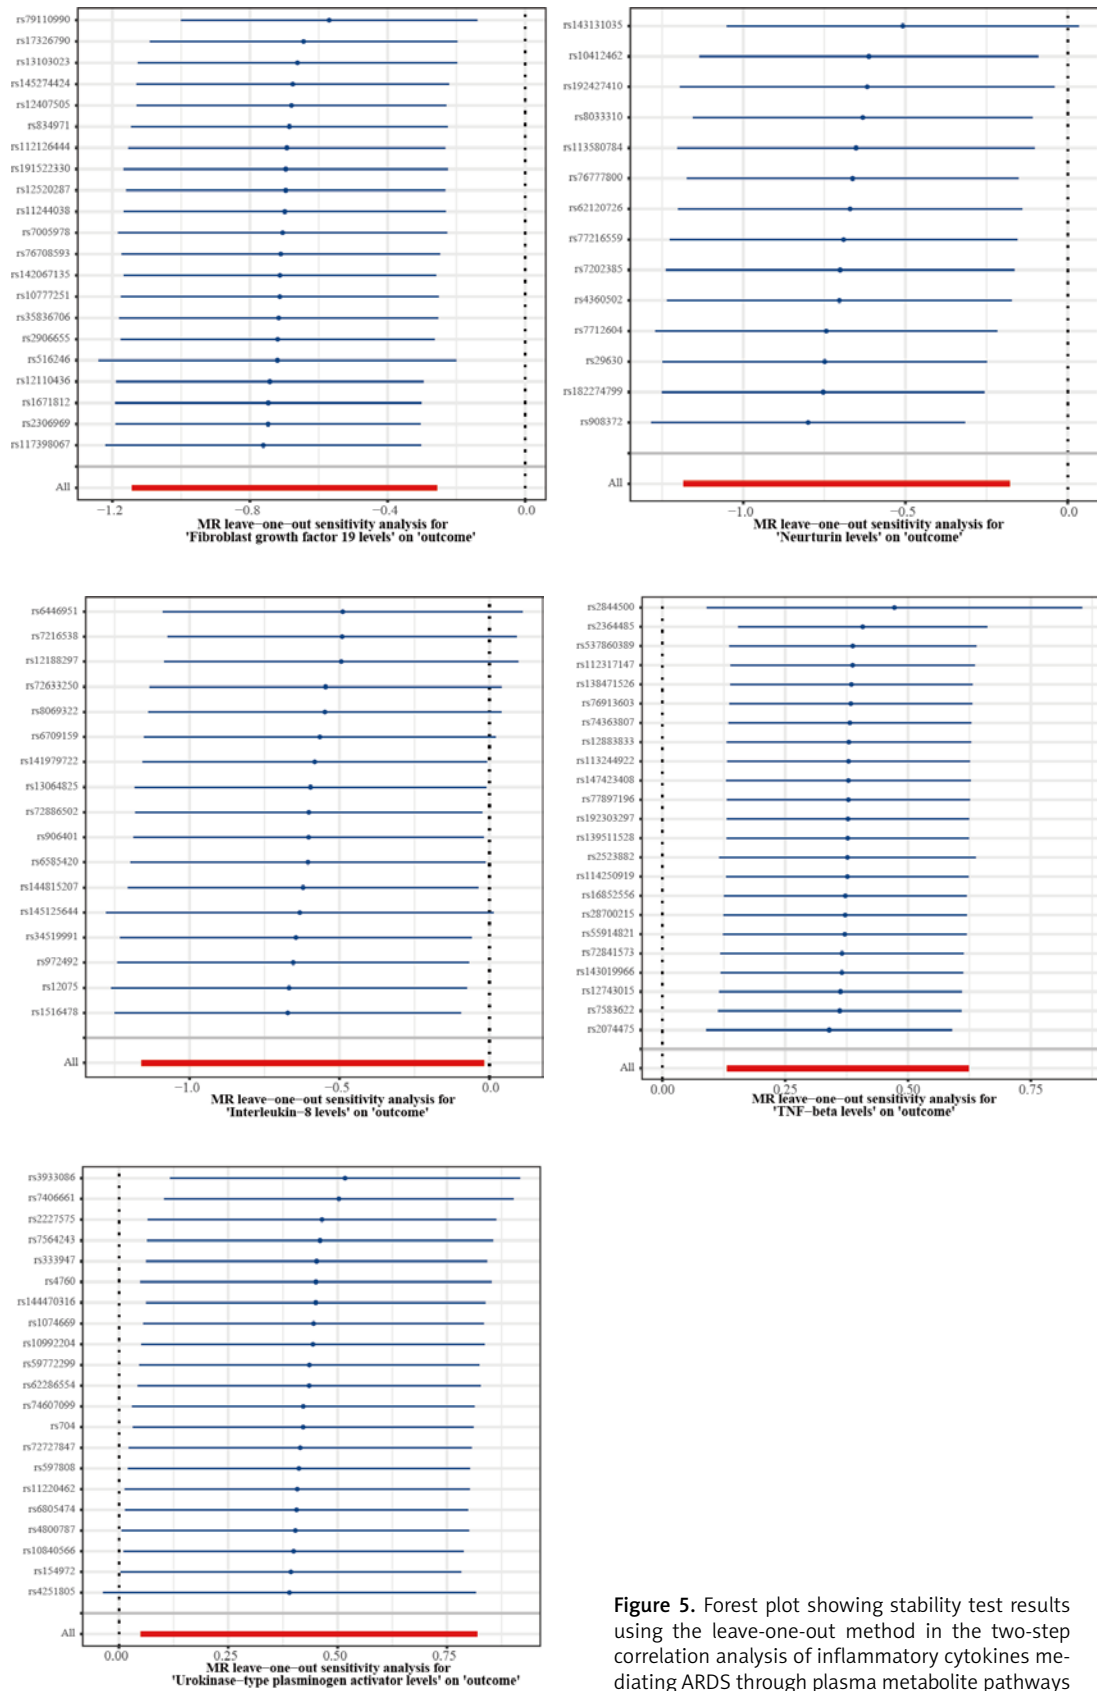 rs79110990
rs17326790
rs13103023
rs145274424
rs12407505
rs834971
rs112126444
rs191522330
rs12520287
rs11244038
rs7005978
rs76708593
rs142067135
rs10777251
rs35836706
rs2906655
rs516246
rs12110436
rs1671812
rs2306969
rs117398067
All
−1.2 −0.8 −0.4 0.0
MR leave−one−out sensitivity analysis for
'Fibroblast growth factor 19 levels' on 'outcome'
rs143131035
rs10412462
rs192427410
rs8033310
rs113580784
rs76777800
rs62120726
rs77216559
rs7202385
rs4360502
rs7712604
rs29630
rs182274799
rs908372
All
−1.0 −0.5 0.0
MR leave−one−out sensitivity analysis for
'Neurturin levels' on 'outcome'
rs6446951
rs7216538
rs12188297
rs72633250
rs8069322
rs6709159
rs141979722
rs13064825
rs72886502
rs906401
rs6585420
rs144815207
rs145125644
rs34519991
rs972492
rs12075
rs1516478
All
−1.0 −0.5 0.0
MR leave−one−out sensitivity analysis for
'Interleukin−8 levels' on 'outcome'
rs2844500
rs2364485
rs537860389
rs112317147
rs138471526
rs76913603
rs74363807
rs12883833
rs113244922
rs147423408
rs77897196
rs192303297
rs139511528
rs2523882
rs114250919
rs16852556
rs28700215
rs55914821
rs72841573
rs143019966
rs12743015
rs7583622
rs2074475
All
0.00 0.25 0.50 0.75
MR leave−one−out sensitivity analysis for
'TNF−beta levels' on 'outcome'
rs3933086
rs7406661
rs2227575
rs7564243
rs333947
rs4760
rs144470316
rs1074669
rs10992204
rs59772299
rs62286554
rs74607099
rs704
rs72727847
rs597808
rs11220462
rs6805474
rs4800787
rs10840566
rs154972
rs4251805
All
0.00 0.25 0.50 0.75
MR leave−one−out sensitivity analysis for
'Urokinase−type plasminogen activator levels' on 'outcome'
Figure 5. Forest plot showing stability test results
using the leave-one-out method in the two-step
correlation analysis of inflammatory cytokines me-
diating ARDS through plasma metabolite pathways